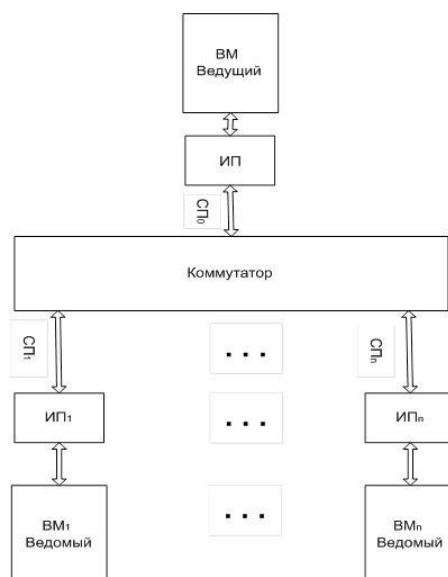 ВМ
Ведущий
ИП
СП₀
Коммутатор
СП₁
...
СПₙ
ИП₁
...
ИПₙ
ВМ₁
Ведомый
...
ВМₙ
Ведомый